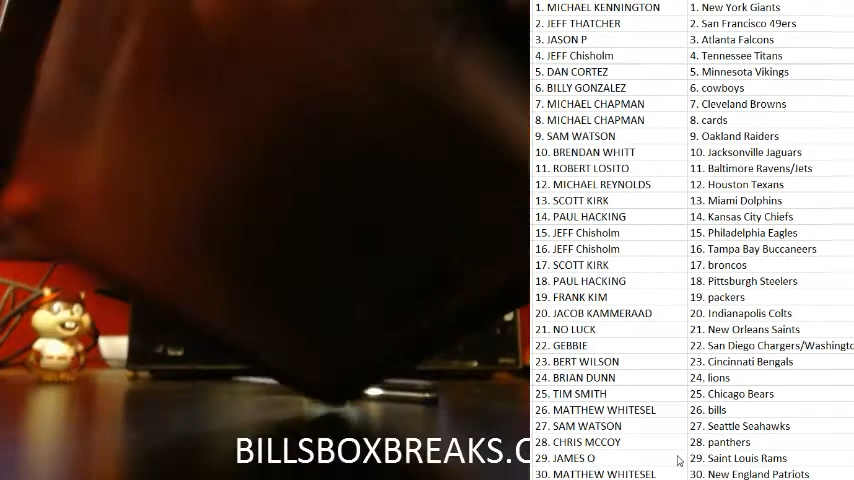 1. MICHAEL KENNINGTON 1. New York Giants
2. JEFF THATCHER 2. San Francisco 49ers
3. JASON P 3. Atlanta Falcons
4. JEFF Chisholm 4. Tennessee Titans
5. DAN CORTEZ 5. Minnesota Vikings
6. BILLY GONZALEZ 6. cowboys
7. MICHAEL CHAPMAN 7. Cleveland Browns
8. MICHAEL CHAPMAN 8. cards
9. SAM WATSON 9. Oakland Raiders
10. BRENDAN WHITT 10. Jacksonville Jaguars
11. ROBERT LOSITO 11. Baltimore Ravens/Jets
12. MICHAEL REYNOLDS 12. Houston Texans
13. SCOTT KIRK 13. Miami Dolphins
14. PAUL HACKING 14. Kansas City Chiefs
15. JEFF Chisholm 15. Philadelphia Eagles
16. JEFF Chisholm 16. Tampa Bay Buccaneers
17. SCOTT KIRK 17. broncos
18. PAUL HACKING 18. Pittsburgh Steelers
19. FRANK KIM 19. packers
20. JACOB KAMMERAAD 20. Indianapolis Colts
21. NO LUCK 21. New Orleans Saints
22. GEBBIE 22. San Diego Chargers/Washingto
23. BERT WILSON 23. Cincinnati Bengals
24. BRIAN DUNN 24. lions
25. TIM SMITH 25. Chicago Bears
26. MATTHEW WHITESEL 26. bills
27. SAM WATSON 27. Seattle Seahawks
28. CHRIS MCCOY 28. panthers
29. JAMES O 29. Saint Louis Rams
30. MATTHEW WHITESEL 30. New England Patriots
BILLSBOXBREAKS.C